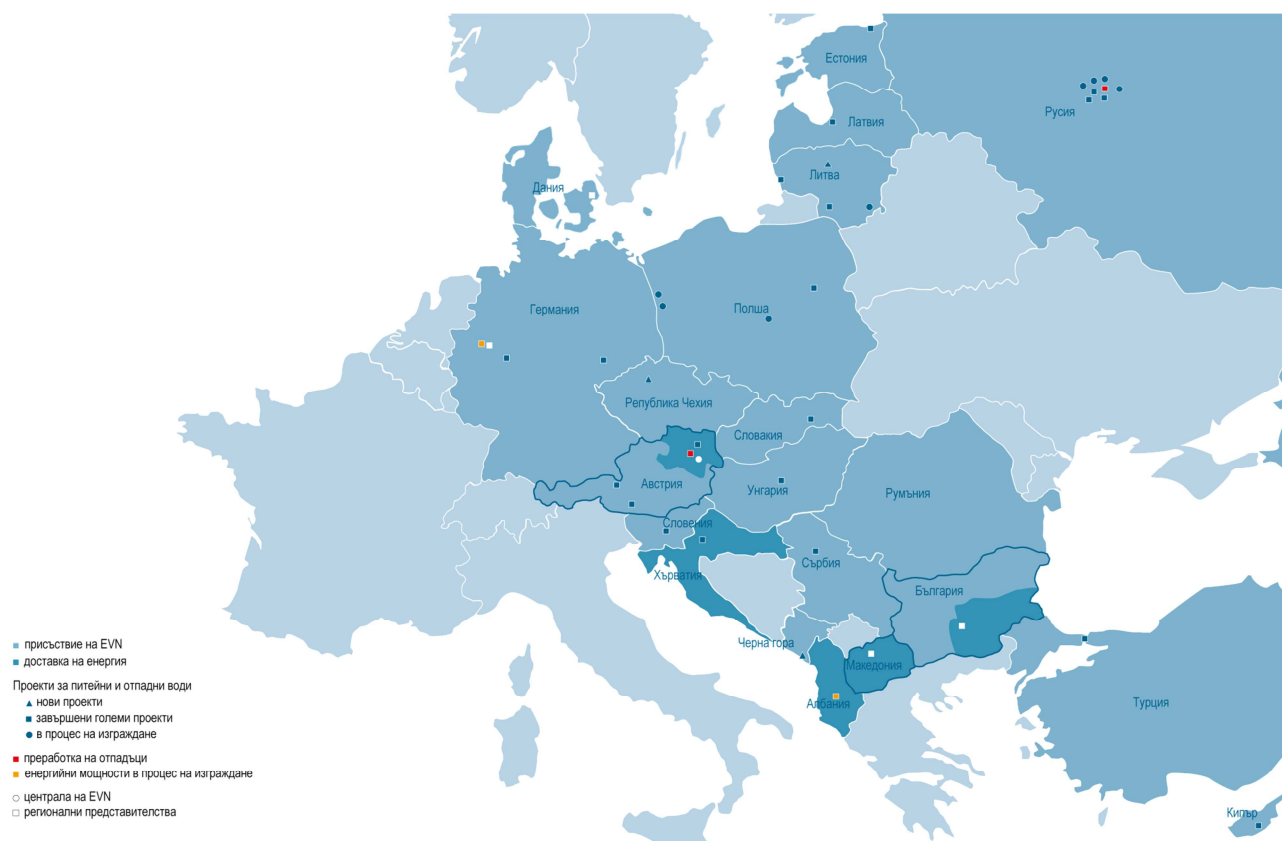 Естония
Русия
Латвия
Литва
Дания
Германия
Полша
Република Чехия
Словакия
Австрия
Унгария
Румъния
Словения
Хърватия
Сърбия
България
Черна гора
Македония
Албания
Турция
Кипър
присъствие на EVN
доставка на енергия
Проекти за питейни и отпадни води
нови проекти
завършени големи проекти
в процес на изграждане
преработка на отпадъци
енергийни мощности в процес на изграждане
централа на EVN
регионални представителства